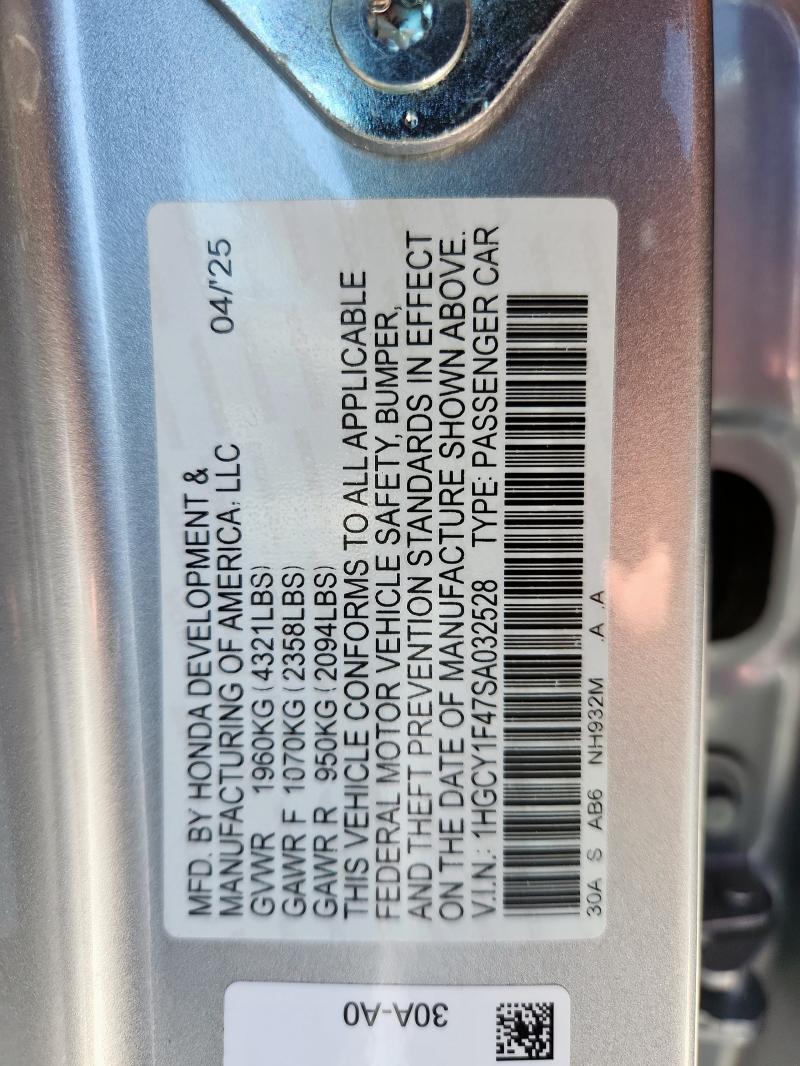 MFD. BY HONDA DEVELOPMENT &
MANUFACTURING OF AMERICA, LLC 04/'25
GVWR 1960KG (4321LBS)
GAWR F 1070KG (2358LBS)
GAWR R 950KG (2094LBS)
THIS VEHICLE CONFORMS TO ALL APPLICABLE
FEDERAL MOTOR VEHICLE SAFETY, BUMPER,
AND THEFT PREVENTION STANDARDS IN EFFECT
ON THE DATE OF MANUFACTURE SHOWN ABOVE.
V.I.N.: 1HGCY1F47SA032528 TYPE: PASSENGER CAR
30A S AB6 NH932M .A .A
30A-A0